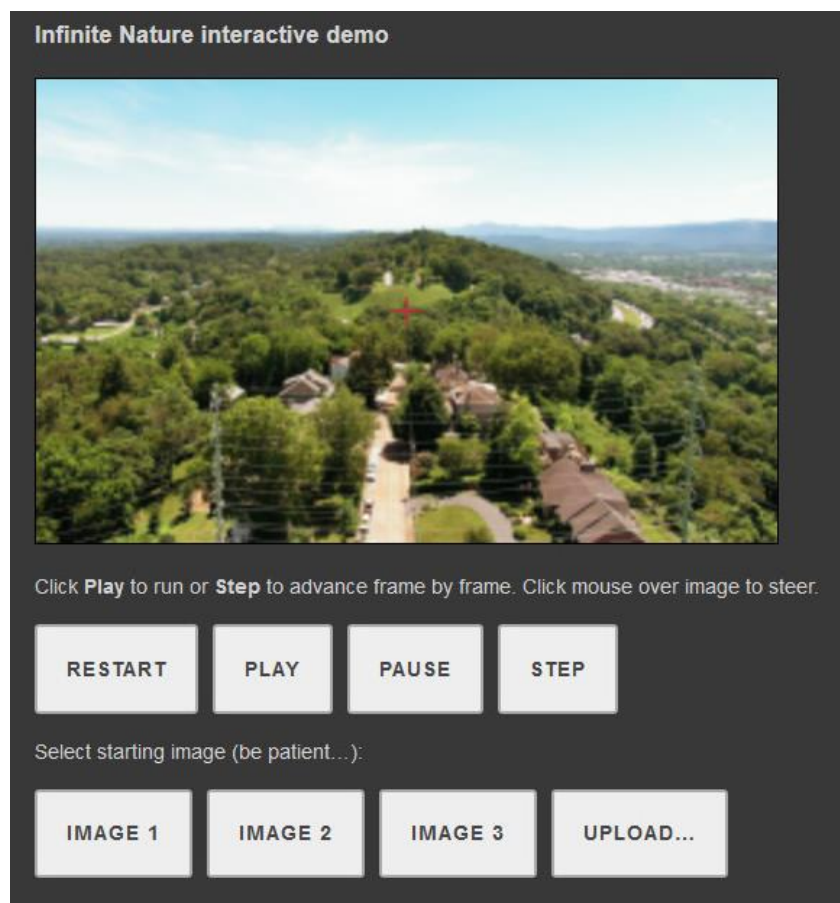 Infinite Nature interactive demo
Click Play to run or Step to advance frame by frame. Click mouse over image to steer.
RESTART PLAY PAUSE STEP
Select starting image (be patient...):
IMAGE 1 IMAGE 2 IMAGE 3 UPLOAD...